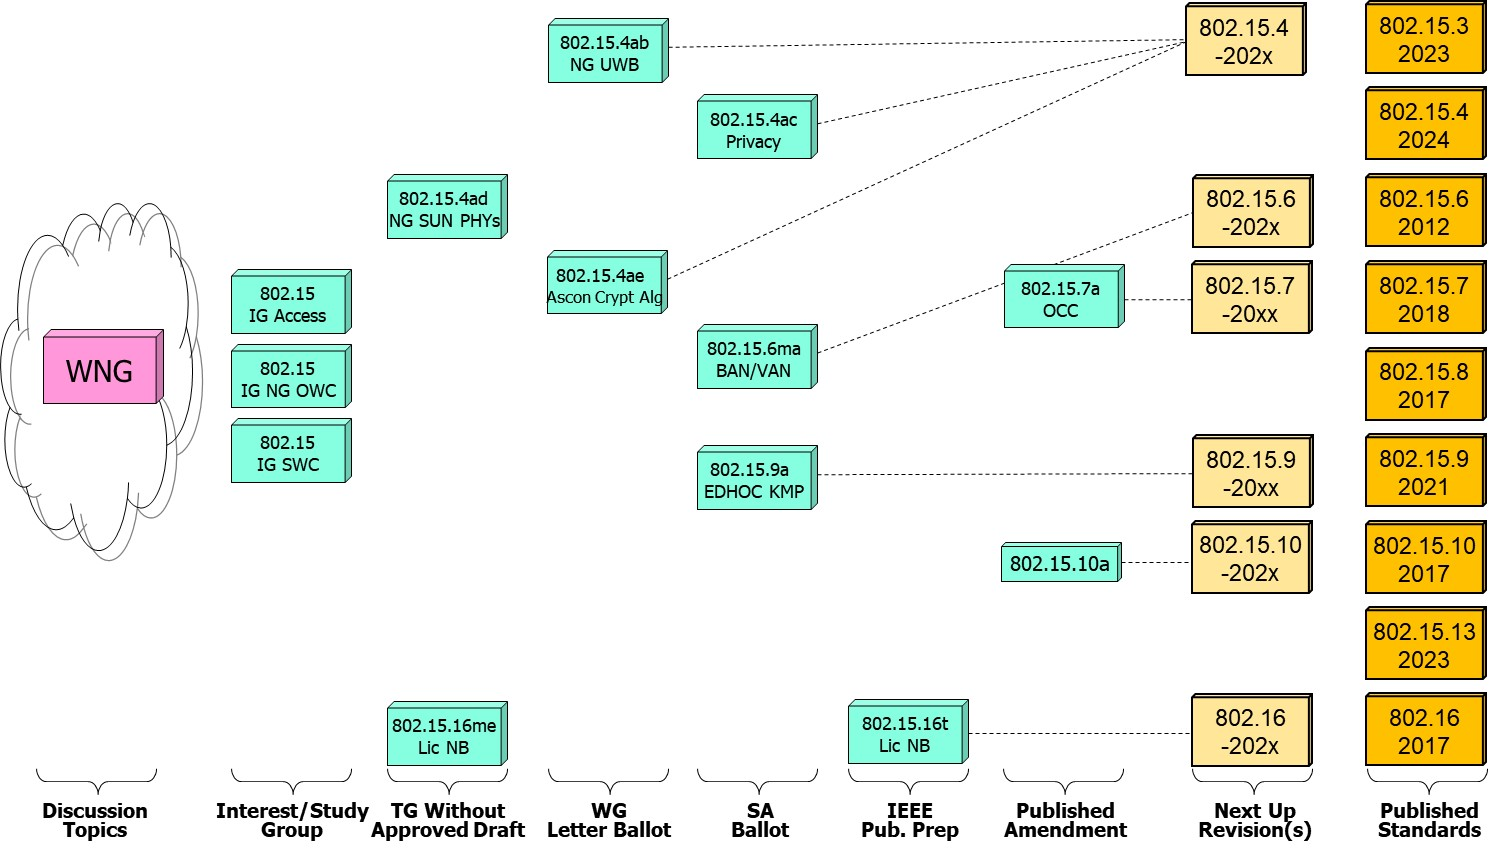 WNG
802.15
IG Access
802.15
IG NG OWC
802.15
IG SWC
802.15.4ad
NG SUN PHYs
802.15.16me
Lic NB
802.15.4ab
NG UWB
802.15.4ae
Ascon Crypt Alg
802.15.4ac
Privacy
802.15.6ma
BAN/VAN
802.15.9a
EDHOC KMP
802.15.16t
Lic NB
802.15.7a
OCC
802.15.10a
802.15.4
-202x
802.15.6
-202x
802.15.7
-20xx
802.15.9
-20xx
802.15.10
-202x
802.16
-202x
802.15.3
2023
802.15.4
2024
802.15.6
2012
802.15.7
2018
802.15.8
2017
802.15.9
2021
802.15.10
2017
802.15.13
2023
802.16
2017
Discussion
Topics
Interest/Study
Group
TG Without
Approved Draft
WG
Letter Ballot
SA
Ballot
IEEE
Pub. Prep
Published
Amendment
Next Up
Revision(s)
Published
Standards